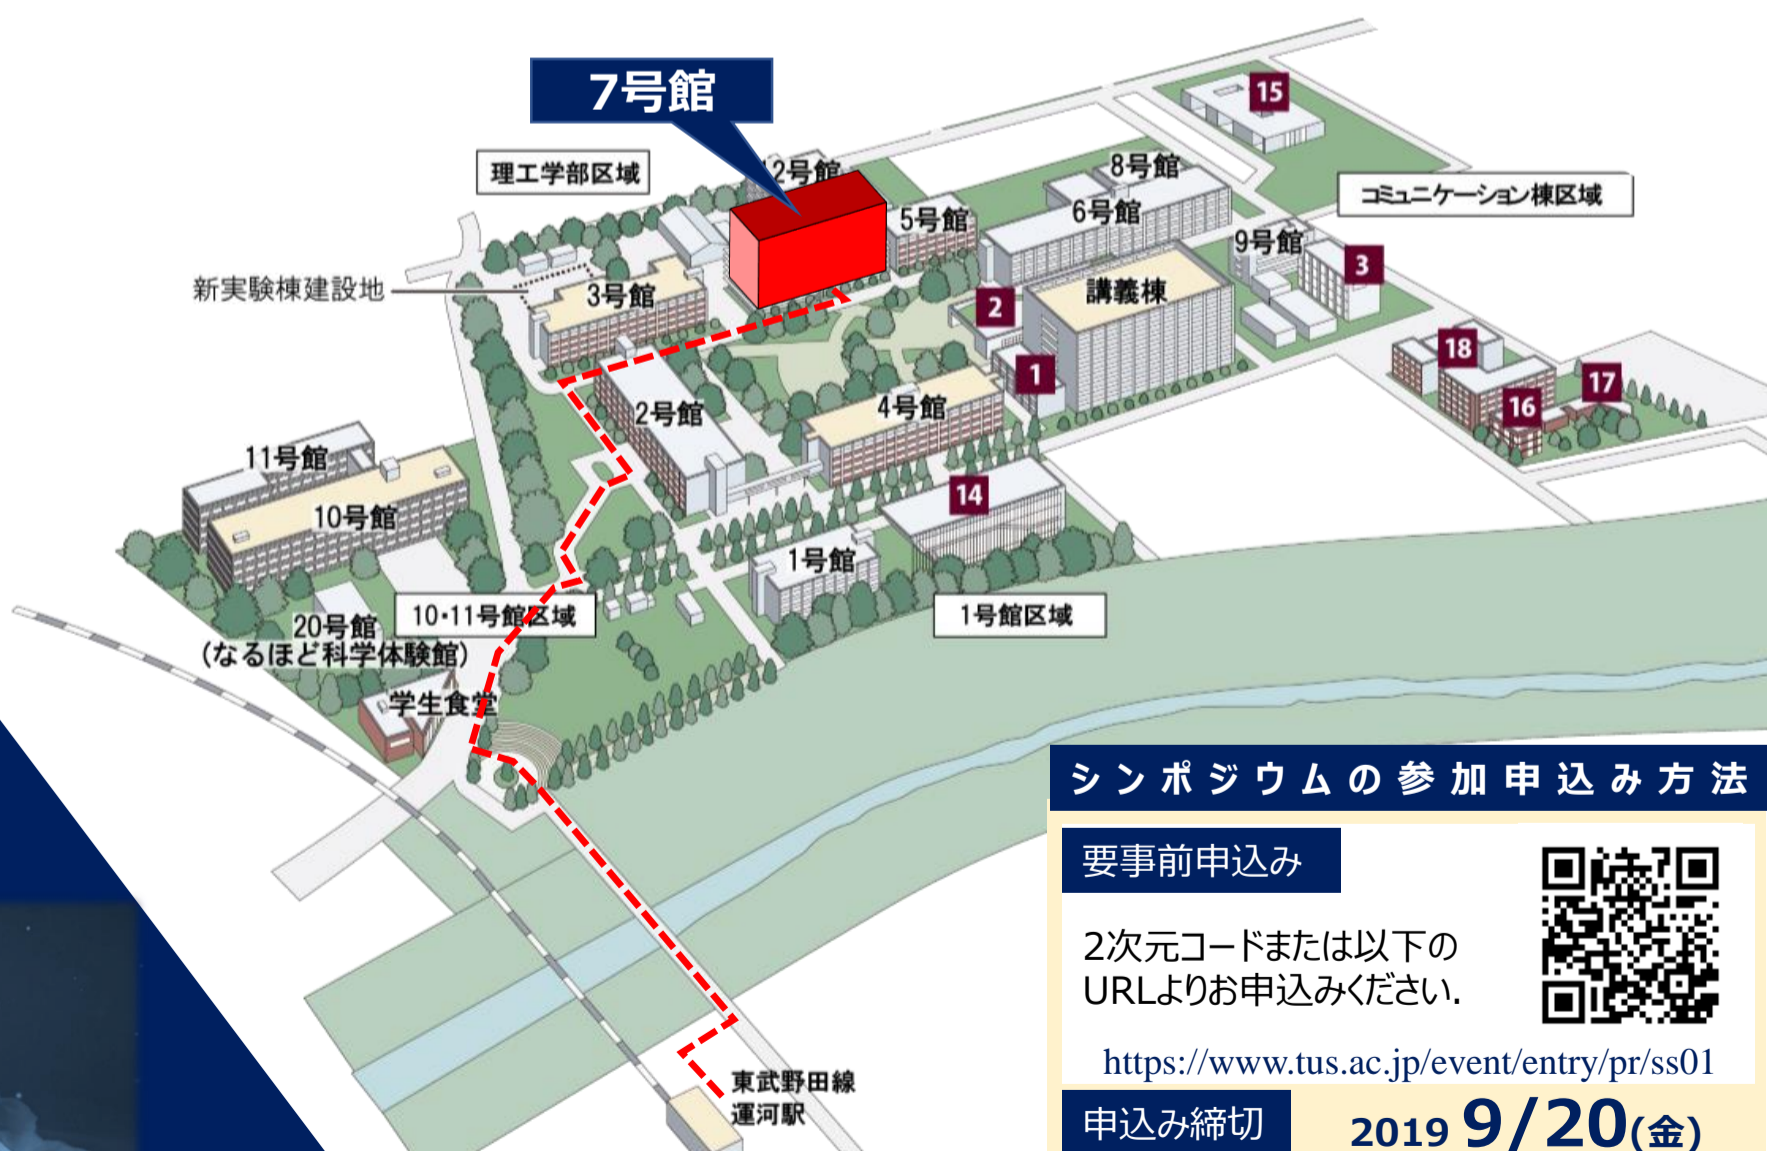 7号館
15
理工学部区域
12号館
8号館
コミュニケーション棟区域
5号館
6号館
9号館
3
新実験棟建設地
3号館
講義棟
2
18
1
17
2号館
4号館
16
11号館
14
10号館
1号館
20号館
(なるほど科学体験館)
10・11号館区域
1号館区域
学生食堂
東武野田線
運河駅
シンポジウムの参加申込み方法
要事前申込み
2次元コードまたは以下の
URLよりお申込みください.
https://www.tus.ac.jp/event/entry/pr/ss01
申込み締切
2019 9/20(金)